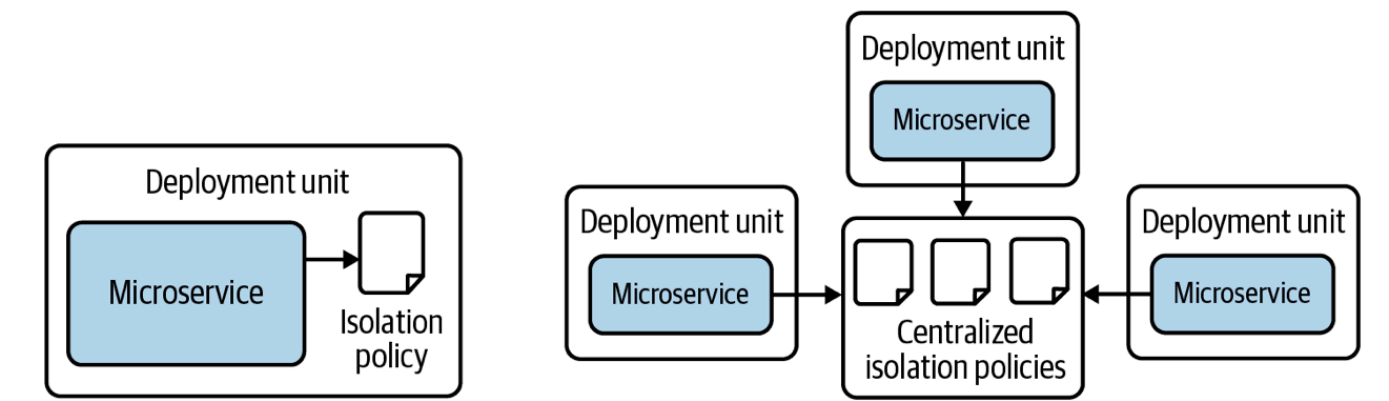 Deployment unit
Microservice
Isolation
policy
Deployment unit
Microservice
Deployment unit
Microservice
Centralized
isolation policies
Deployment unit
Microservice